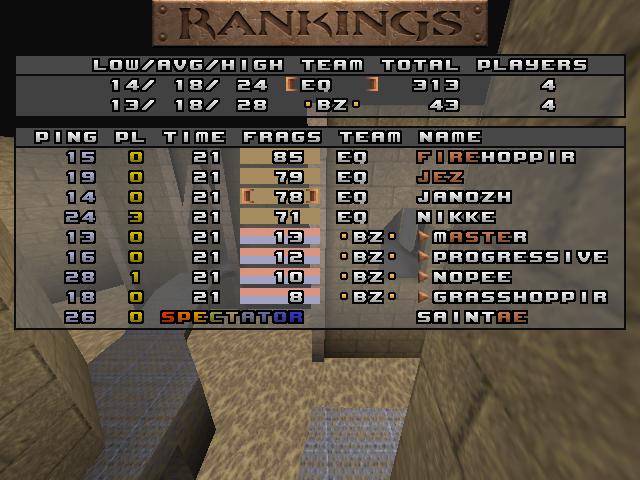 RANKINGS
LOW/AVG/HIGH TEAM TOTAL PLAYERS
14/ 18/ 24 [EQ ] 313 4
13/ 18/ 28 •BZ• 43 4
PING PL TIME FRAGS TEAM NAME
15 0 21 85 EQ FIREHOPPIR
19 0 21 79 EQ JEZ
14 0 21 [78] EQ JANOZH
24 3 21 71 EQ NIKKE
13 0 21 13 •BZ• MASTER
16 0 21 12 •BZ• PROGRESSIVE
28 1 21 10 •BZ• NOPEE
18 0 21 8 •BZ• GRASSHOPPIR
26 0 SPECTATOR SAINTAE